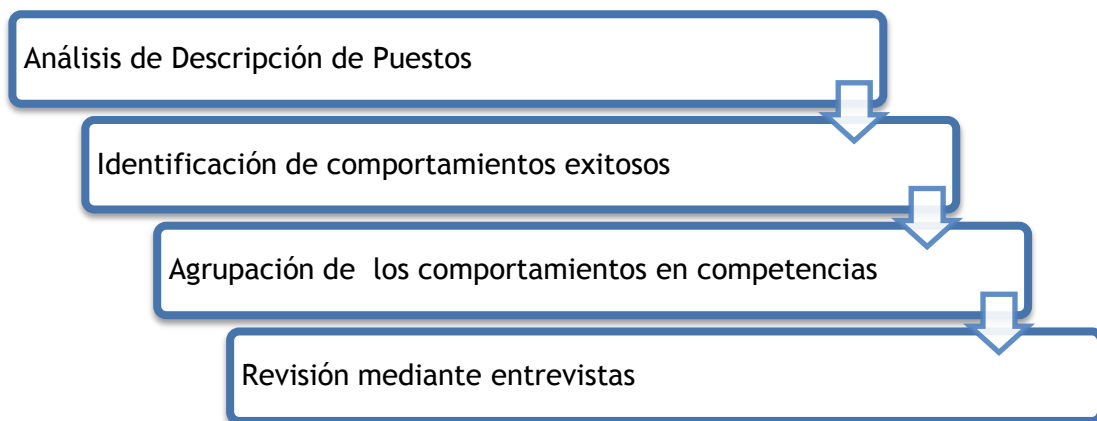 Análisis de Descripción de Puestos
Identificación de comportamientos exitosos
Agrupación de los comportamientos en competencias
Revisión mediante entrevistas